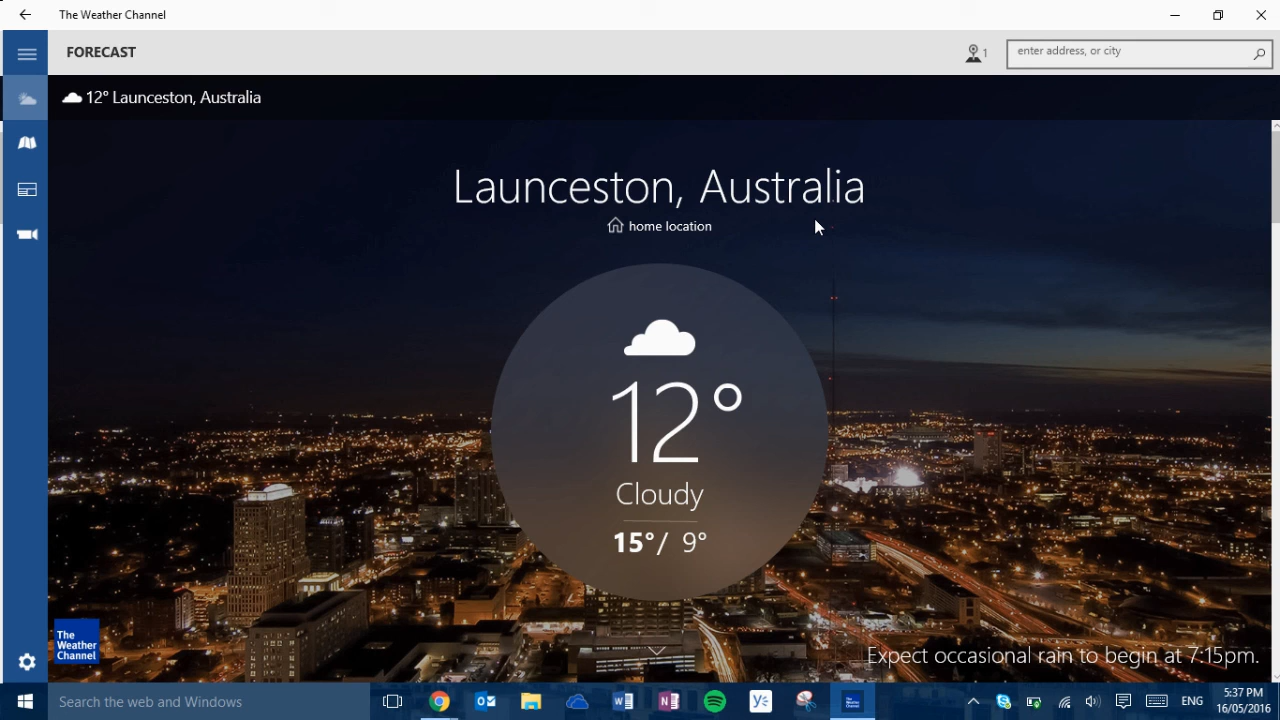 The Weather Channel
FORECAST
1
enter address, or city
12° Launceston, Australia
Launceston, Australia
home location
12°
Cloudy
15°/ 9°
The
Weather
Channel
Expect occasional rain to begin at 7:15pm.
Search the web and Windows
ENG
5:37 PM
16/05/2016